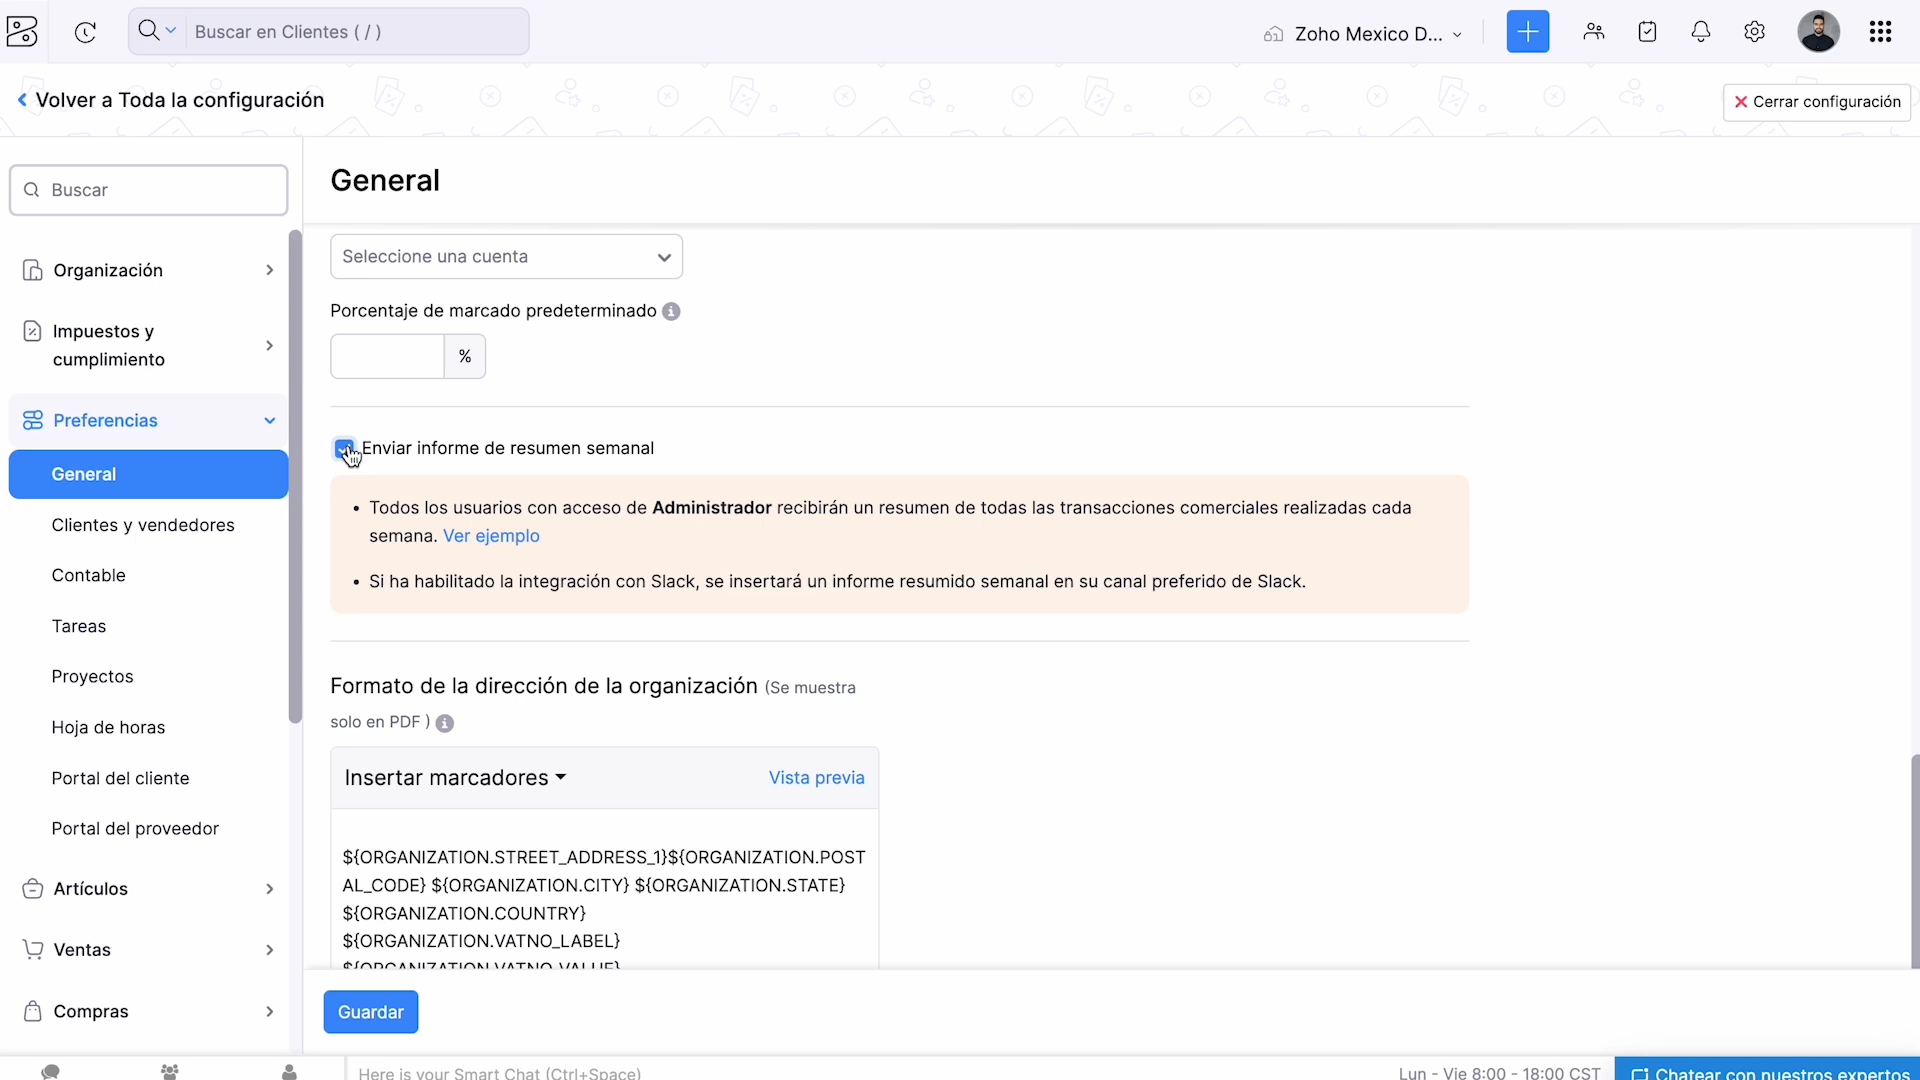 Buscar en Clientes ( / )
Zoho Mexico D...
Volver a Toda la configuración
Cerrar configuración
Buscar
General
Organización
Impuestos y
cumplimiento
Preferencias
General
Clientes y vendedores
Contable
Tareas
Proyectos
Hoja de horas
Portal del cliente
Portal del proveedor
Artículos
Ventas
Compras
Seleccione una cuenta
Porcentaje de marcado predeterminado
%
Enviar informe de resumen semanal
• Todos los usuarios con acceso de Administrador recibirán un resumen de todas las transacciones comerciales realizadas cada
semana. Ver ejemplo
• Si ha habilitado la integración con Slack, se insertará un informe resumido semanal en su canal preferido de Slack.
Formato de la dirección de la organización (Se muestra
solo en PDF )
Insertar marcadores
Vista previa
${ORGANIZATION.STREET_ADDRESS_1}${ORGANIZATION.POST
AL_CODE} ${ORGANIZATION.CITY} ${ORGANIZATION.STATE}
${ORGANIZATION.COUNTRY}
${ORGANIZATION.VATNO_LABEL}
${ORGANIZATION.VATNO_VALUE}
Guardar
Here is your Smart Chat (Ctrl+Space)
Lun - Vie 8:00 - 18:00 CST
Chatear con nuestros expertos